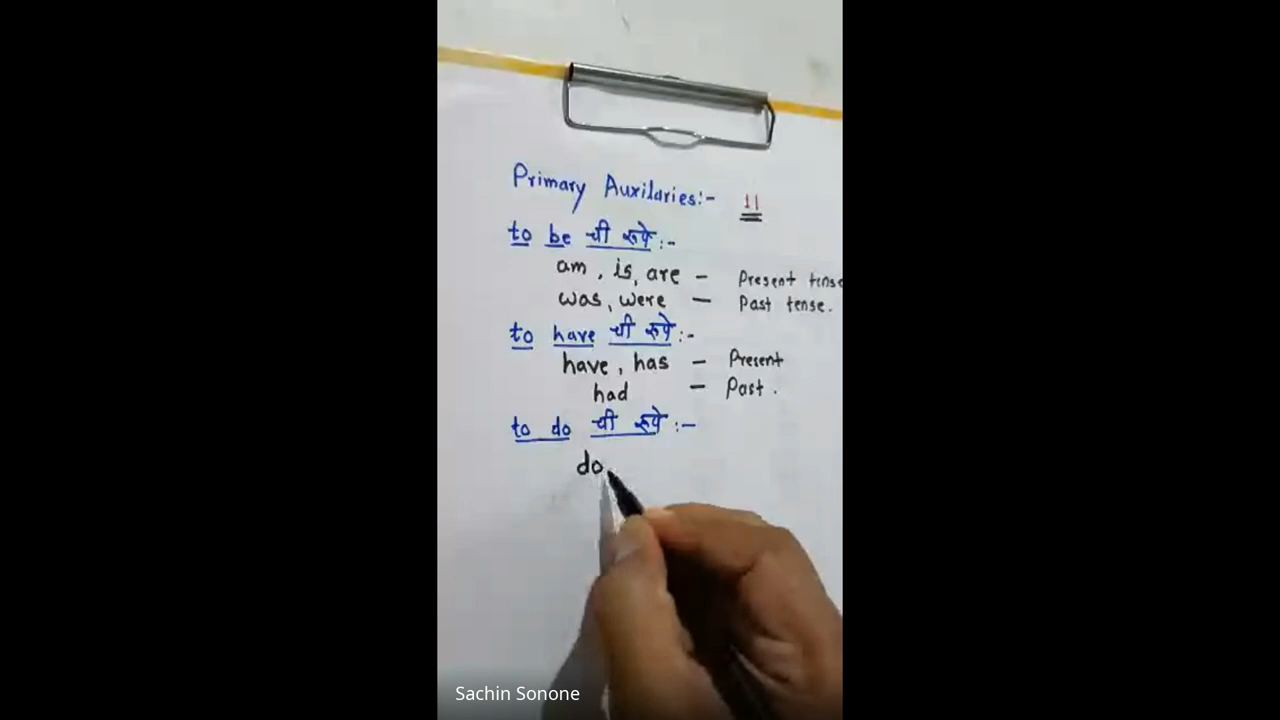 Primary Auxilaries:- 11
to be ची रूपे :-
am, is, are - Present tense
was, were - Past tense.
to have ची रूपे :-
have, has - Present
had - Past.
to do ची रूपे :-
do
Sachin Sonone